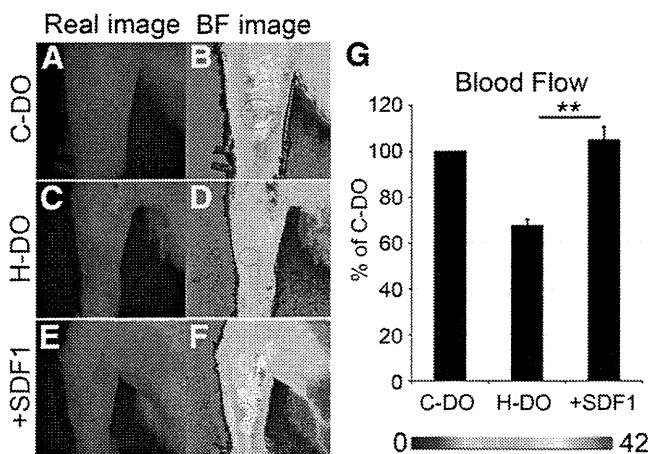 Real image BF image
A B
C-DO
C D
H-DO
E F
+SDF1
G
Blood Flow
**
% of C-DO
120
100
80
60
40
20
0
C-DO H-DO +SDF1
0 42